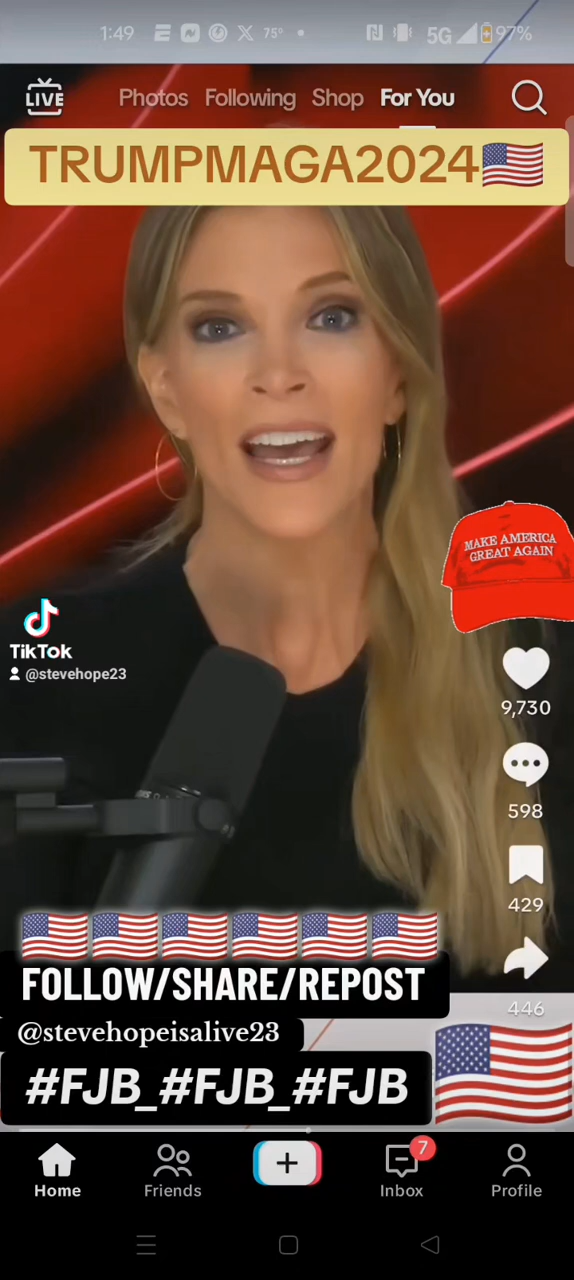 1:49 75° 5G 97%
LIVE Photos Following Shop For You
TRUMPMAGA2024
MAKE AMERICA
GREAT AGAIN
TikTok
@stevehope23
9,730
598
429
FOLLOW/SHARE/REPOST
446
@stevehopeisalive23
#FJB_#FJB_#FJB
7
Home Friends Inbox Profile